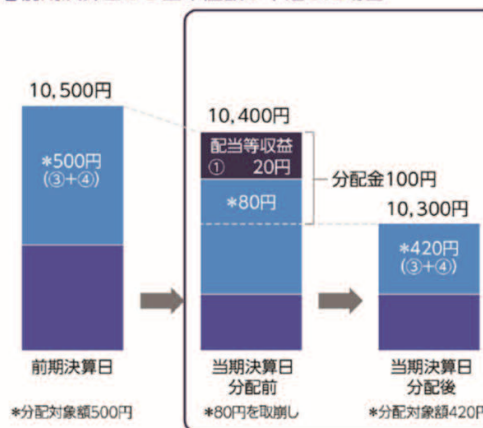 10,500円
*500円
(③+④)
前期決算日
*分配対象額500円
10,400円
配当等収益
① 20円
*80円
分配金100円
当期決算日
分配前
*80円を取崩し
10,300円
*420円
(③+④)
当期決算日
分配後
*分配対象額420円